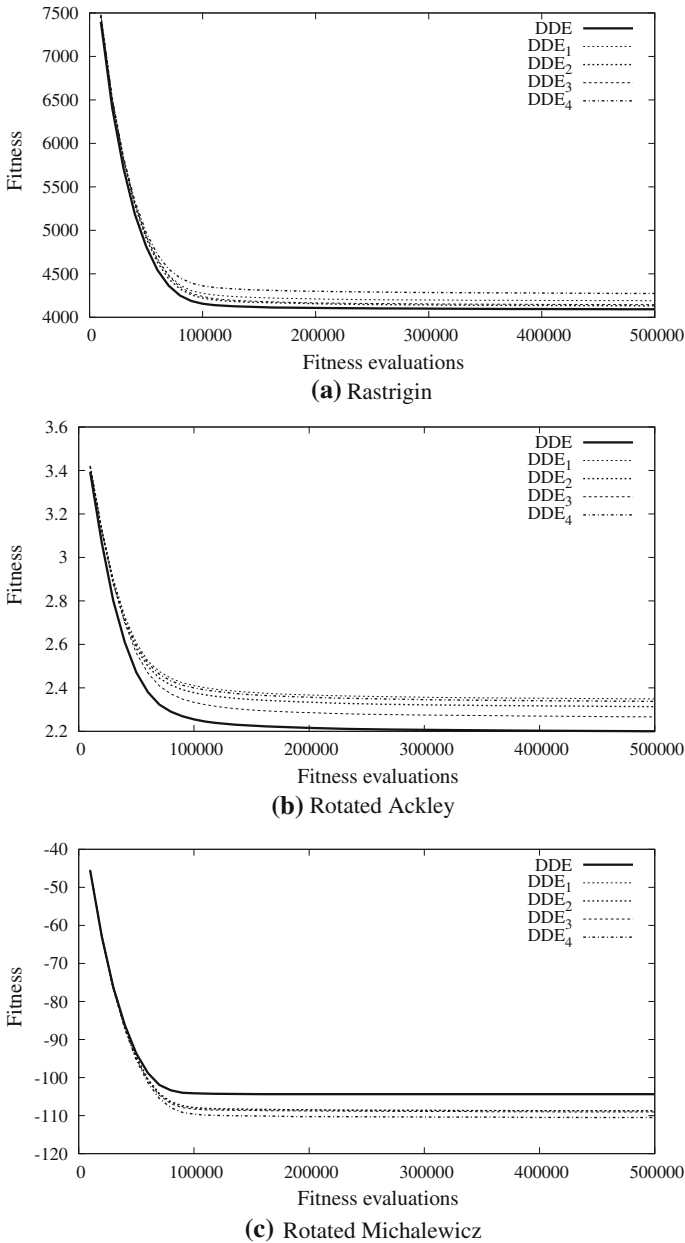 7500
7000
6500
6000
5500
5000
4500
4000
Fitness
DDE
DDE1
DDE2
DDE3
DDE4
0 100000 200000 300000 400000 500000
Fitness evaluations
(a) Rastrigin
3.6
3.4
3.2
3
2.8
2.6
2.4
2.2
Fitness
DDE
DDE1
DDE2
DDE3
DDE4
0 100000 200000 300000 400000 500000
Fitness evaluations
(b) Rotated Ackley
-40
-50
-60
-70
-80
-90
-100
-110
-120
Fitness
DDE
DDE1
DDE2
DDE3
DDE4
0 100000 200000 300000 400000 500000
Fitness evaluations
(c) Rotated Michalewicz